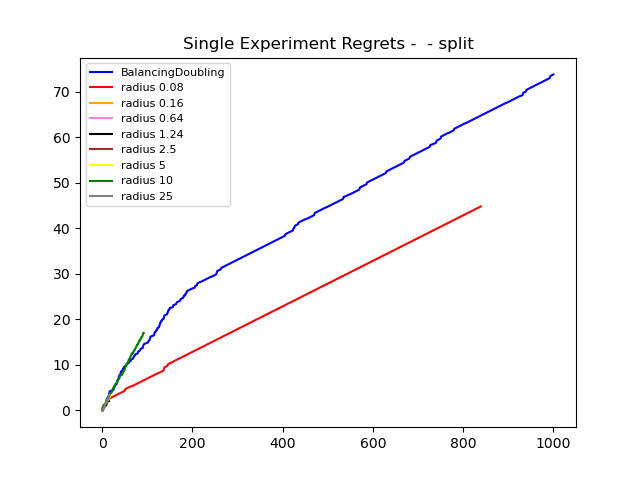 Single Experiment Regrets -  - split
BalancingDoubling
radius 0.08
radius 0.16
radius 0.64
radius 1.24
radius 2.5
radius 5
radius 10
radius 25
70
60
50
40
30
20
10
0
0 200 400 600 800 1000